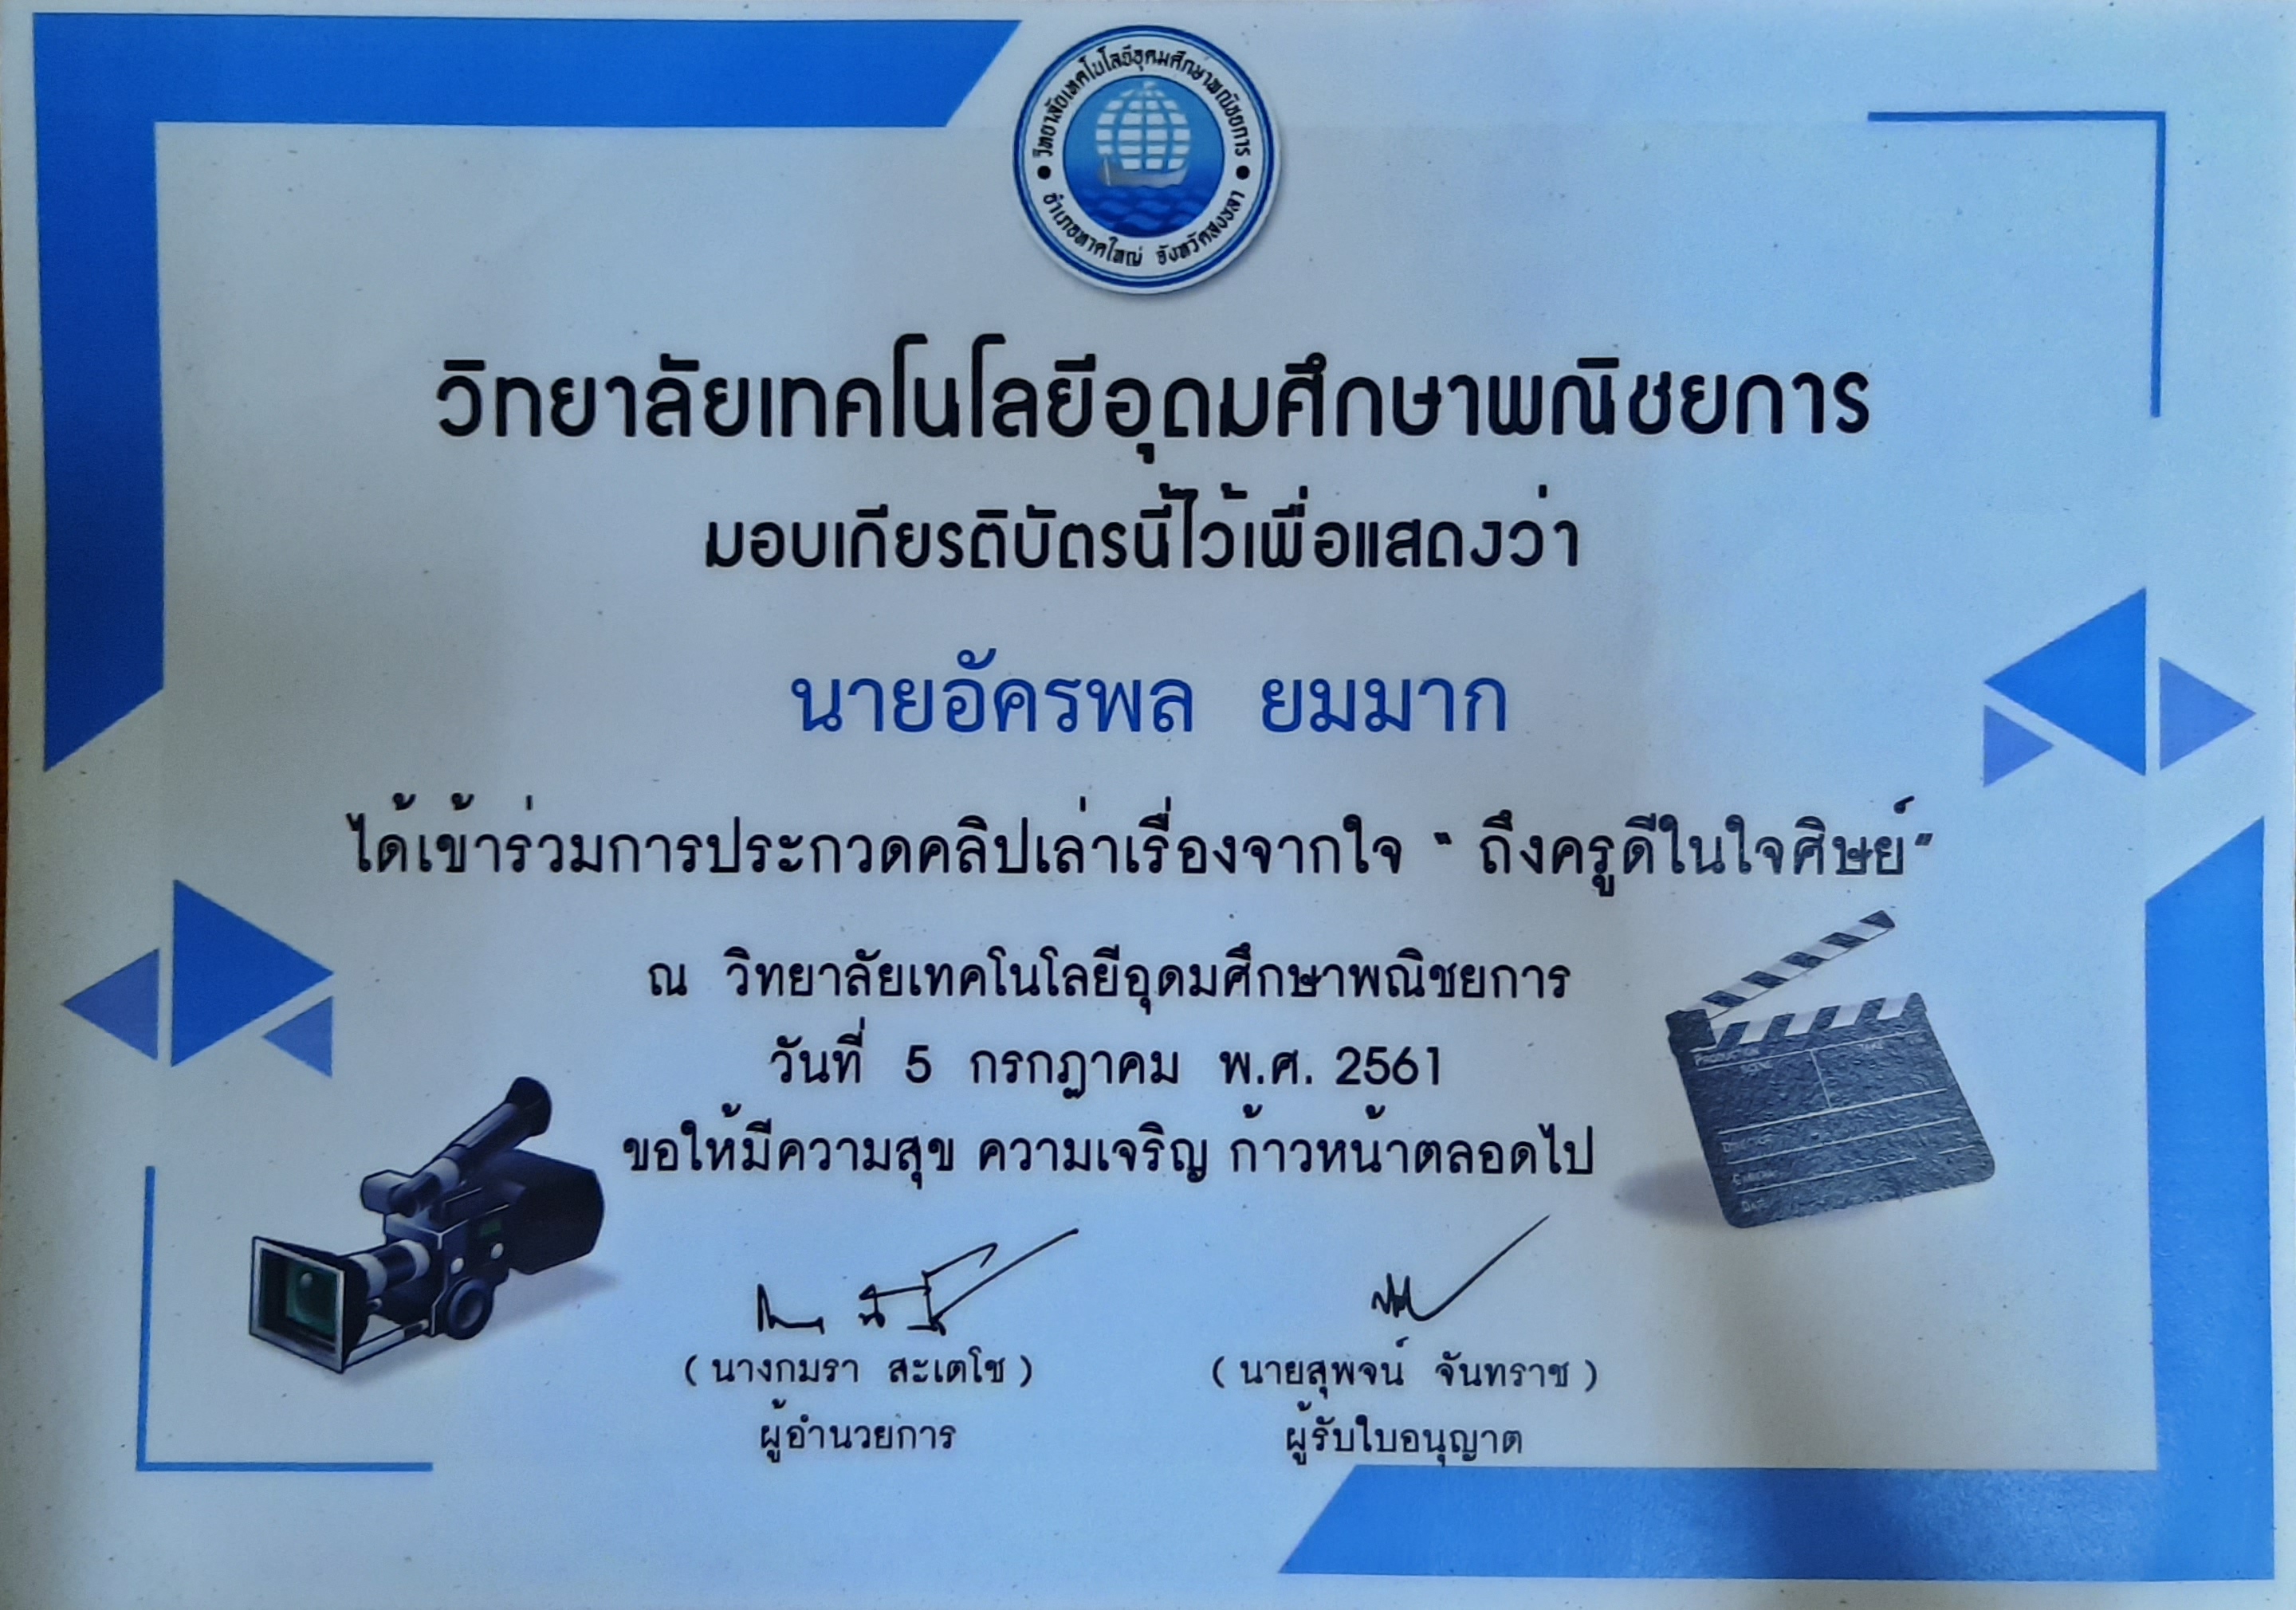 วิทยาลัยเทคโนโลยีอุดมศึกษาพณิชยการ
อำเภอหาดใหญ่ จังหวัดสงขลา
วิทยาลัยเทคโนโลยีอุดมศึกษาพณิชยการ
มอบเกียรติบัตรนี้ไว้เพื่อแสดงว่า
นายอัครพล ยมมาก
ได้เข้าร่วมการประกวดคลิปเล่าเรื่องจากใจ " ถึงครูดีในใจศิษย์"
ณ วิทยาลัยเทคโนโลยีอุดมศึกษาพณิชยการ
วันที่ 5 กรกฎาคม พ.ศ. 2561
ขอให้มีความสุข ความเจริญ ก้าวหน้าตลอดไป
PRODUCTION
( นางกมรา สะเตโช ) ( นายสุพจน์ จันทราช )
ผู้อำนวยการ ผู้รับใบอนุญาต